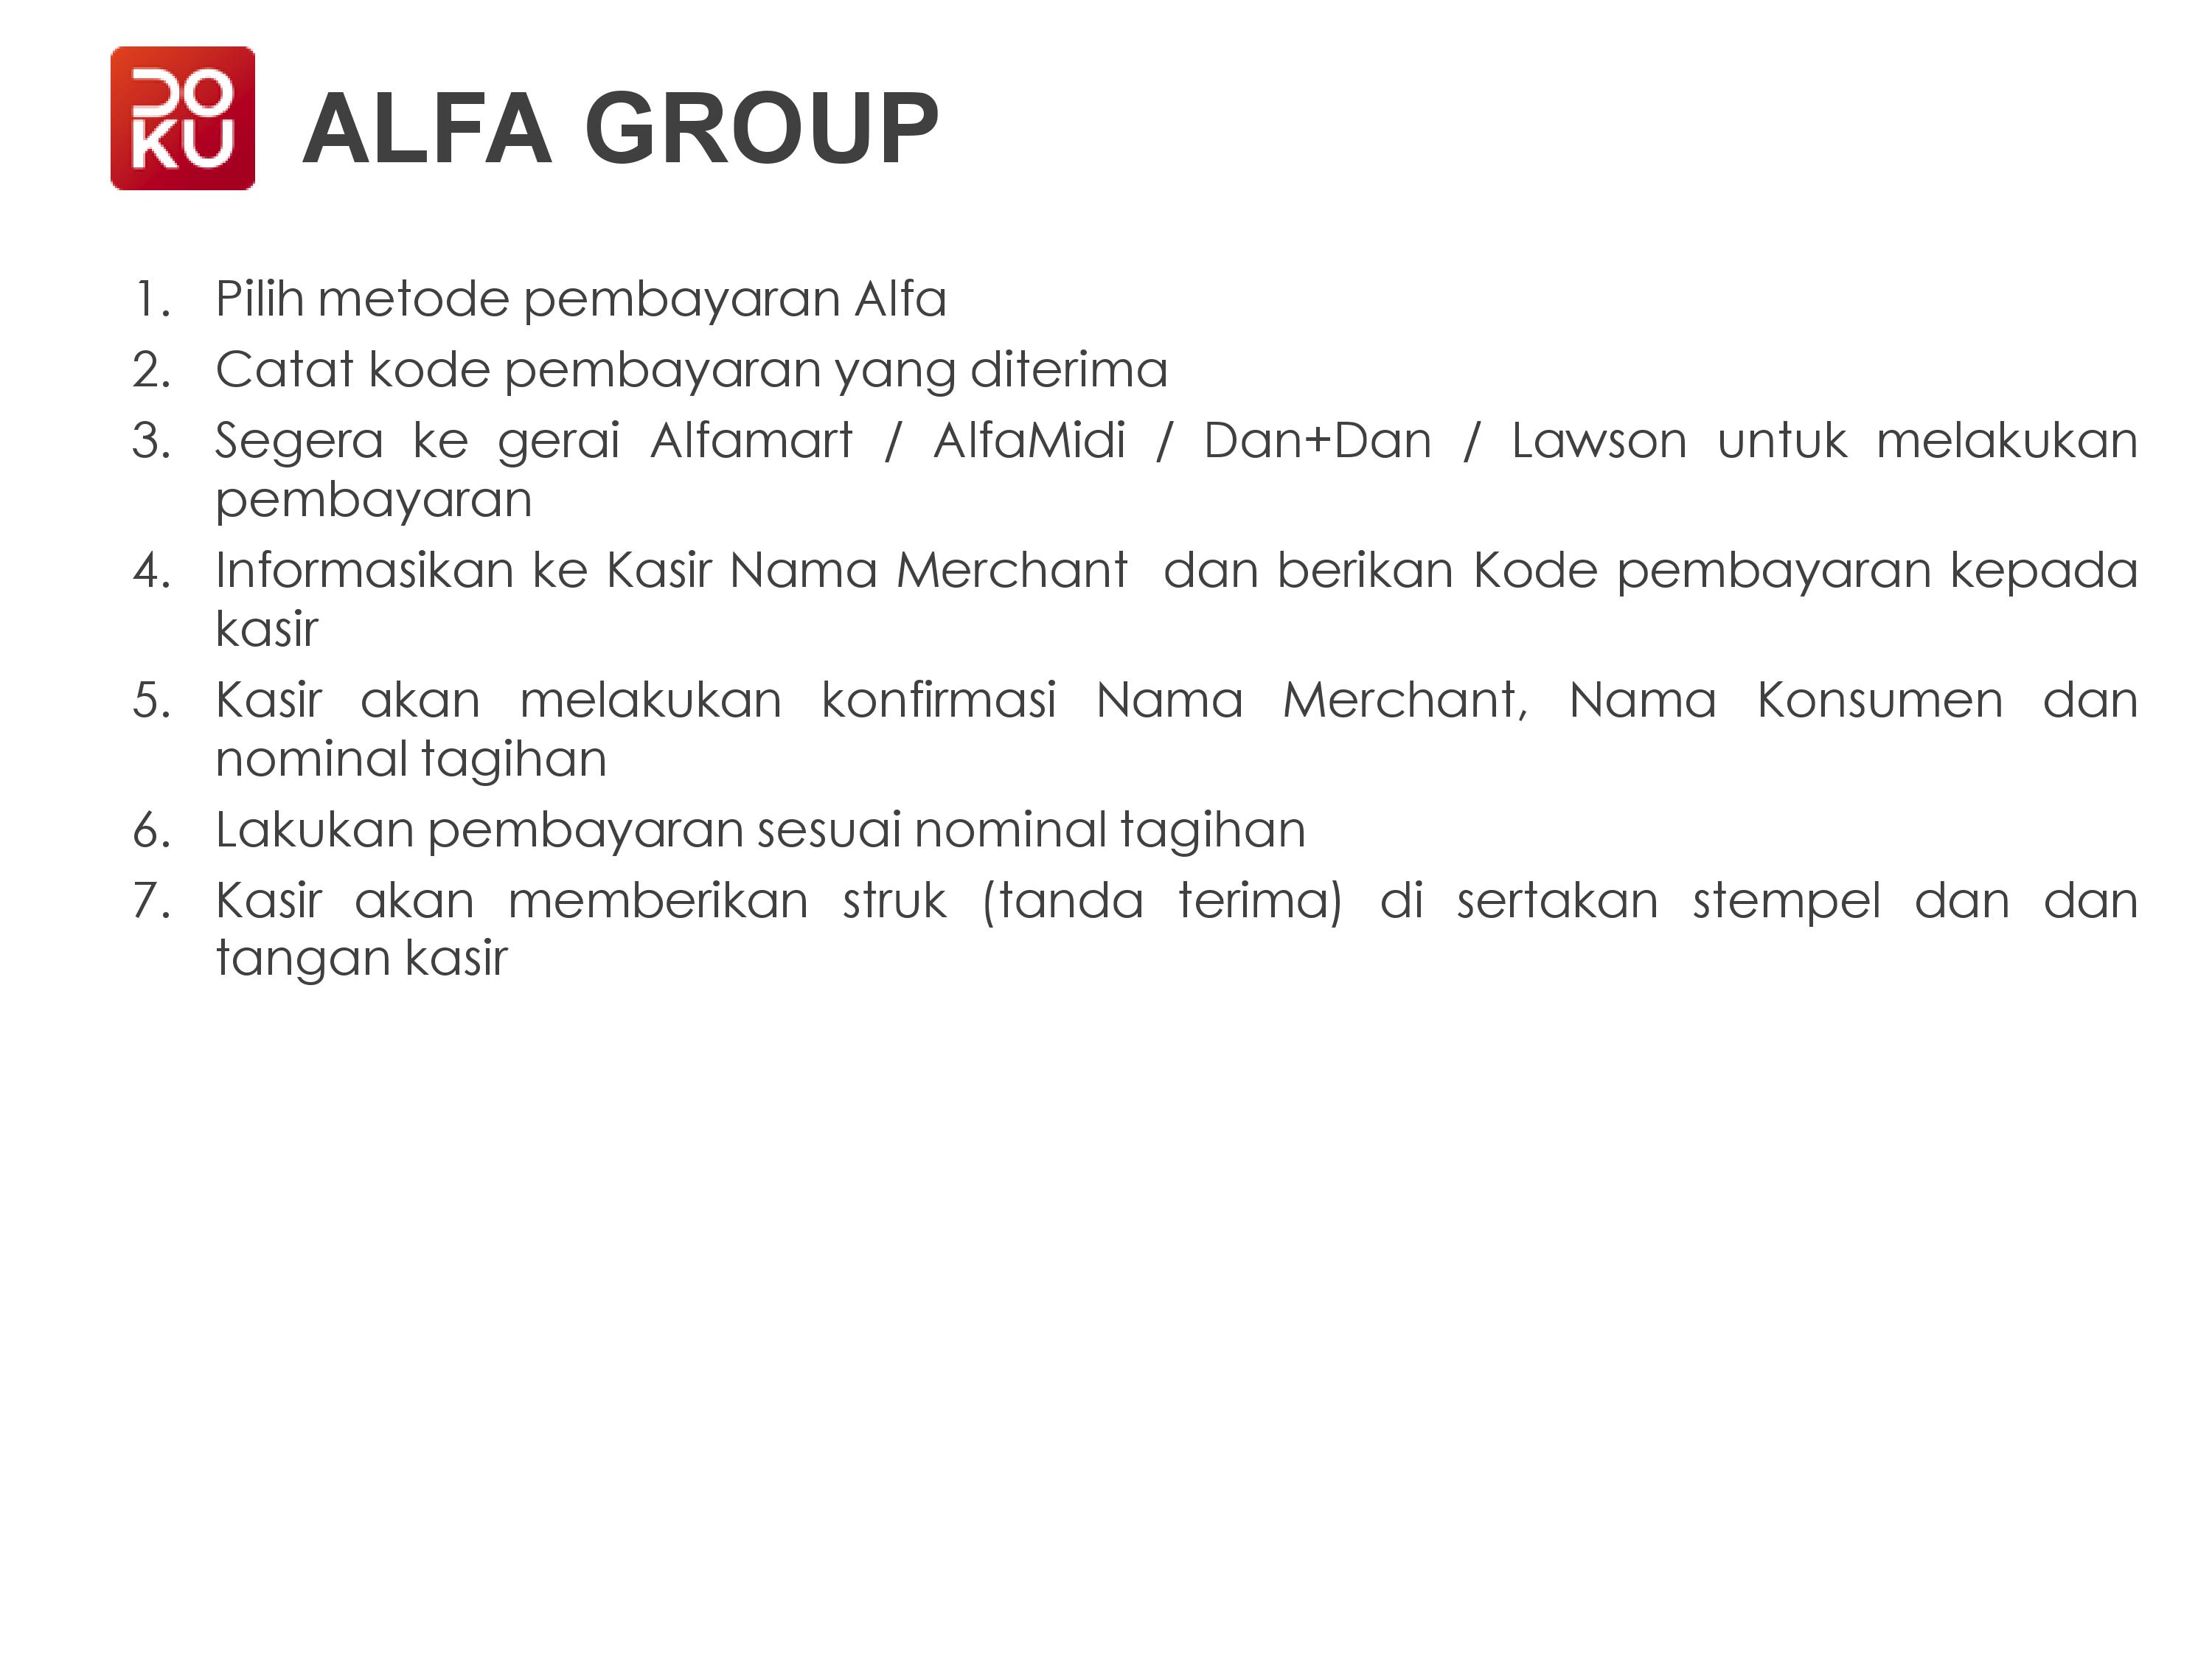 DO
KU
ALFA GROUP
1. Pilih metode pembayaran Alfa
2. Catat kode pembayaran yang diterima
3. Segera ke gerai Alfamart / AlfaMidi / Dan+Dan / Lawson untuk melakukan
pembayaran
4. Informasikan ke Kasir Nama Merchant  dan berikan Kode pembayaran kepada
kasir
5. Kasir akan melakukan konfirmasi Nama Merchant, Nama Konsumen dan
nominal tagihan
6. Lakukan pembayaran sesuai nominal tagihan
7. Kasir akan memberikan struk (tanda terima) di sertakan stempel dan dan
tangan kasir